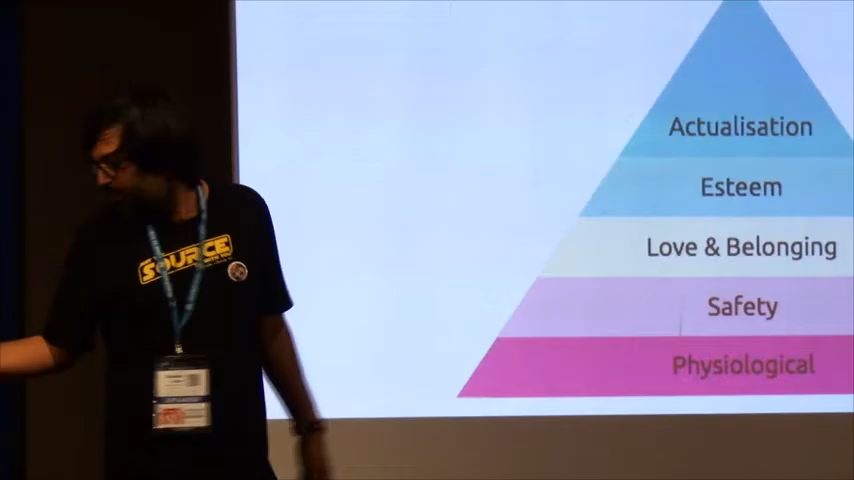 Actualisation
Esteem
Love & Belonging
Safety
Physiological
SOURCE